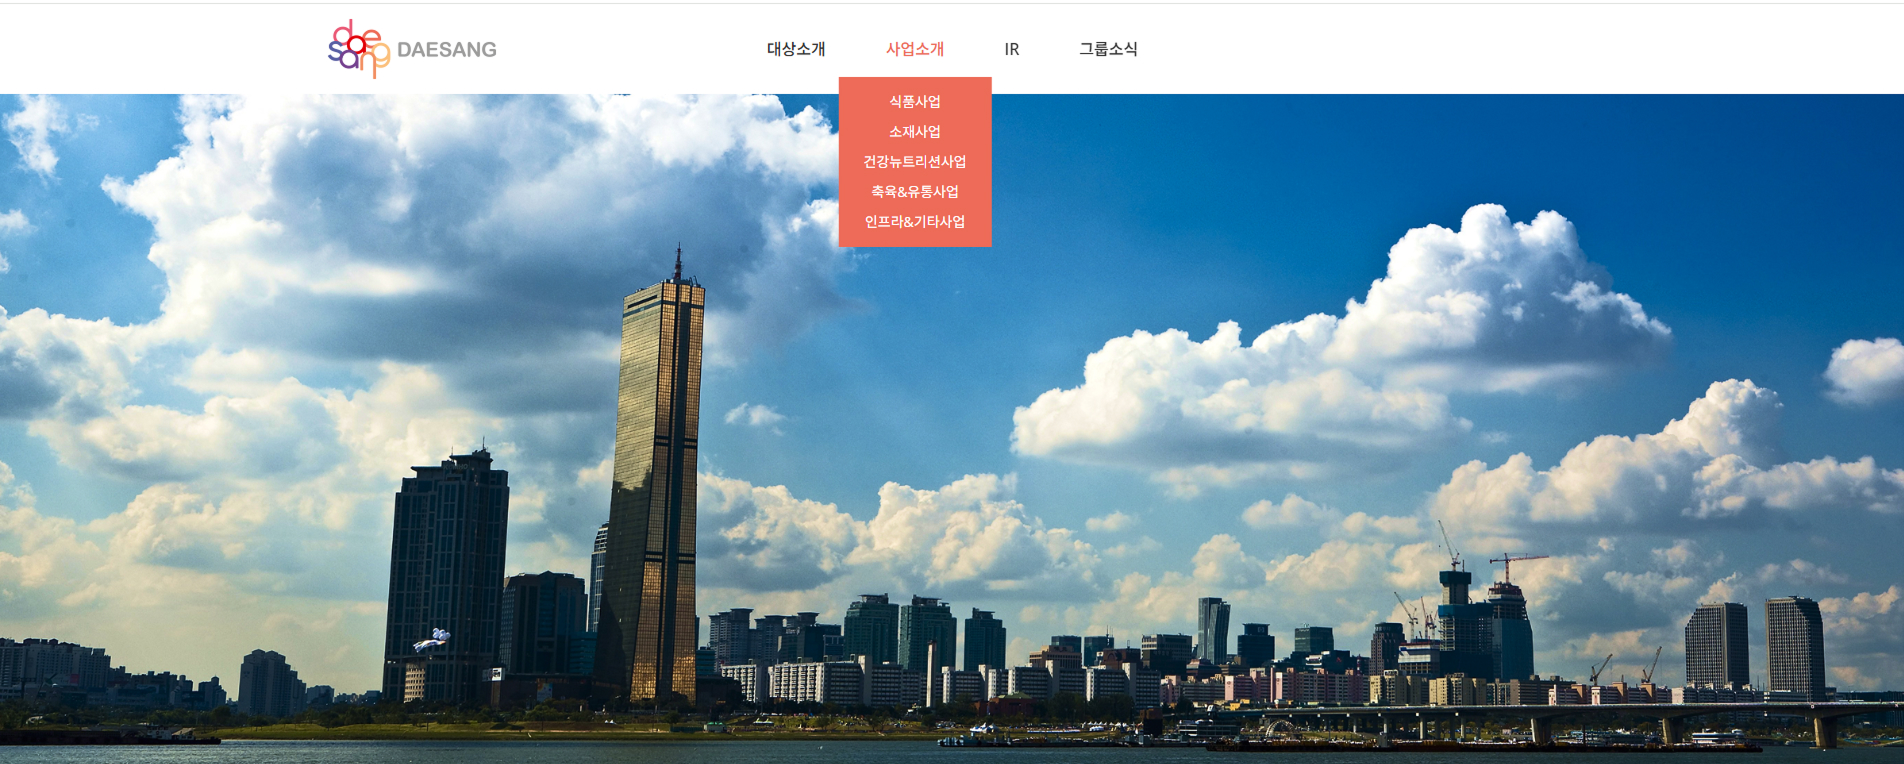 daesang DAESANG
대상소개 사업소개 IR 그룹소식
식품사업
소재사업
건강뉴트리션사업
축육&유통사업
인프라&기타사업